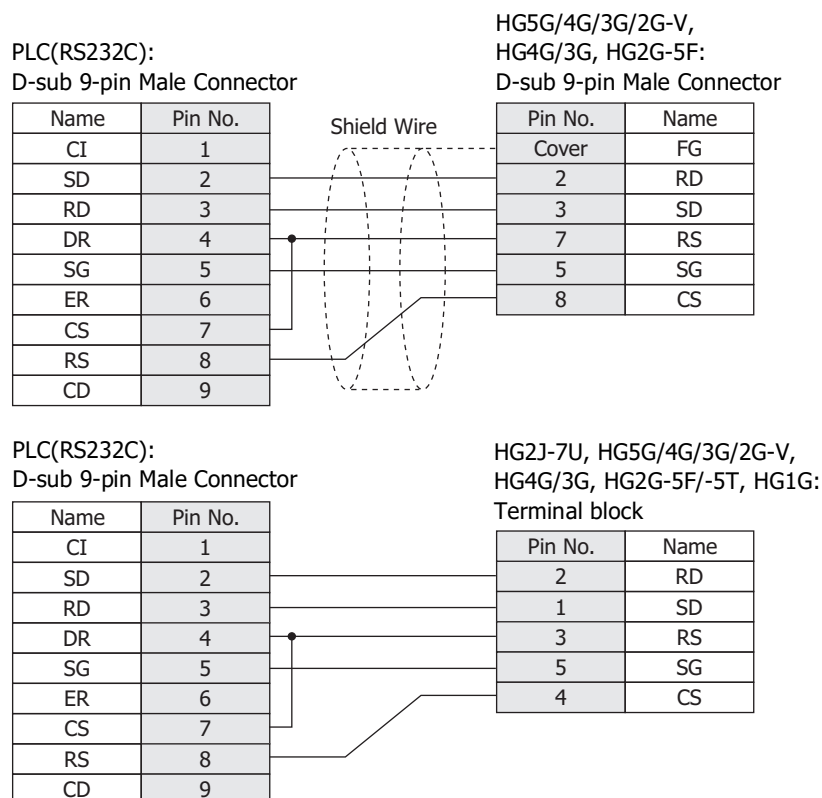 PLC(RS232C):
D-sub 9-pin Male Connector
HG5G/4G/3G/2G-V,
HG4G/3G, HG2G-5F:
D-sub 9-pin Male Connector
Name Pin No. Shield Wire Pin No. Name
CI 1 Cover FG
SD 2 2 RD
RD 3 3 SD
DR 4 7 RS
SG 5 5 SG
ER 6 8 CS
CS 7
RS 8
CD 9
PLC(RS232C):
D-sub 9-pin Male Connector
HG2J-7U, HG5G/4G/3G/2G-V,
HG4G/3G, HG2G-5F/-5T, HG1G:
Terminal block
Name Pin No. Pin No. Name
CI 1
SD 2 2 RD
RD 3 1 SD
DR 4 3 RS
SG 5 5 SG
ER 6 4 CS
CS 7
RS 8
CD 9